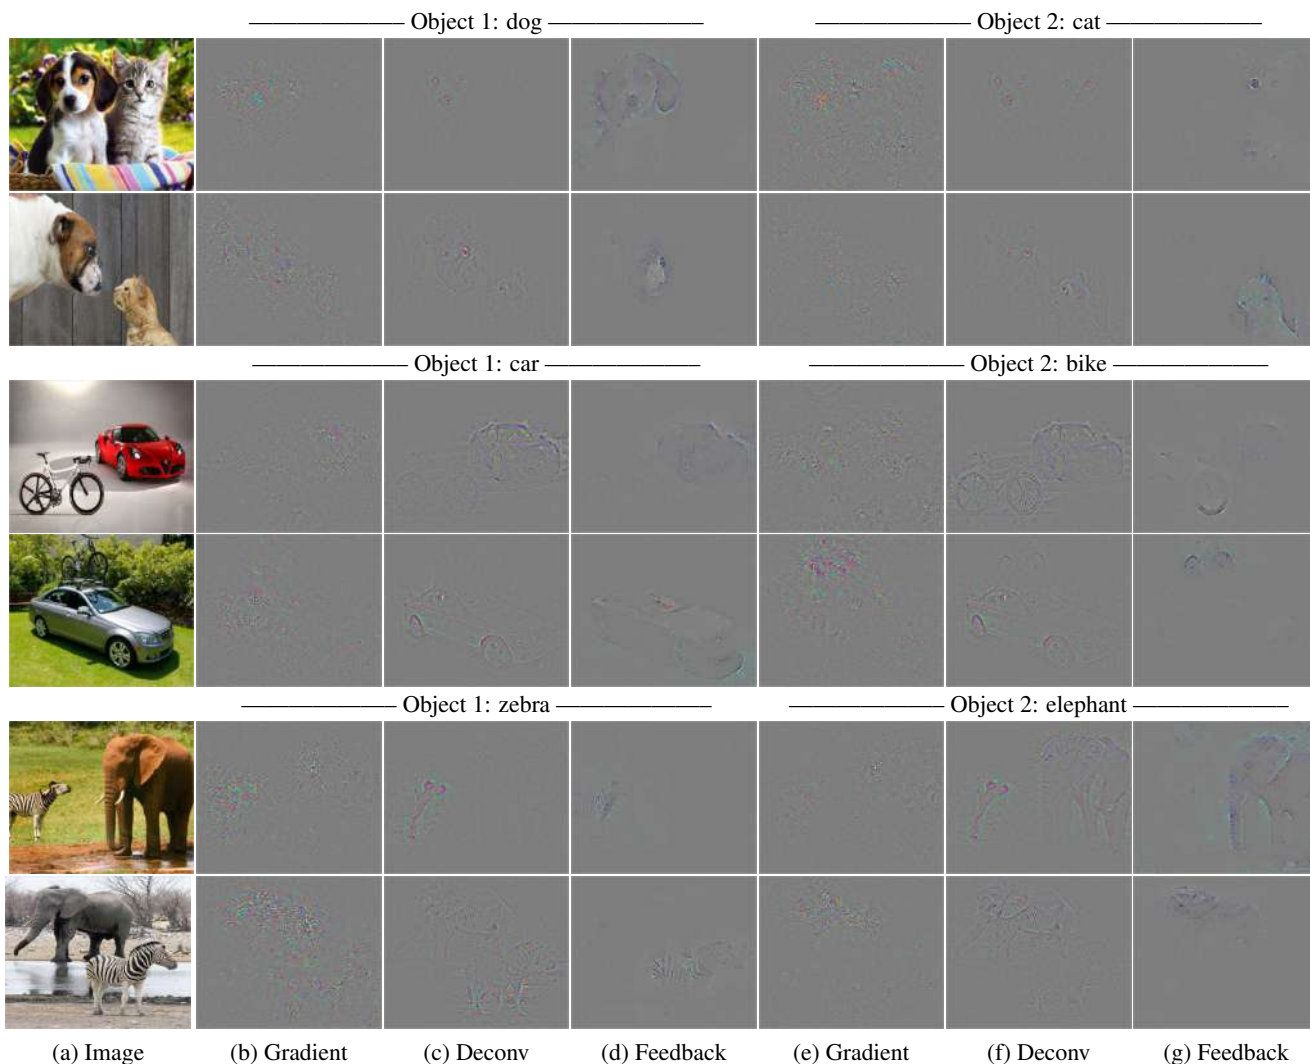 Object 1: dog Object 2: cat
Object 1: car Object 2: bike
Object 1: zebra Object 2: elephant
(a) Image (b) Gradient (c) Deconv (d) Feedback (e) Gradient (f) Deconv (g) Feedback